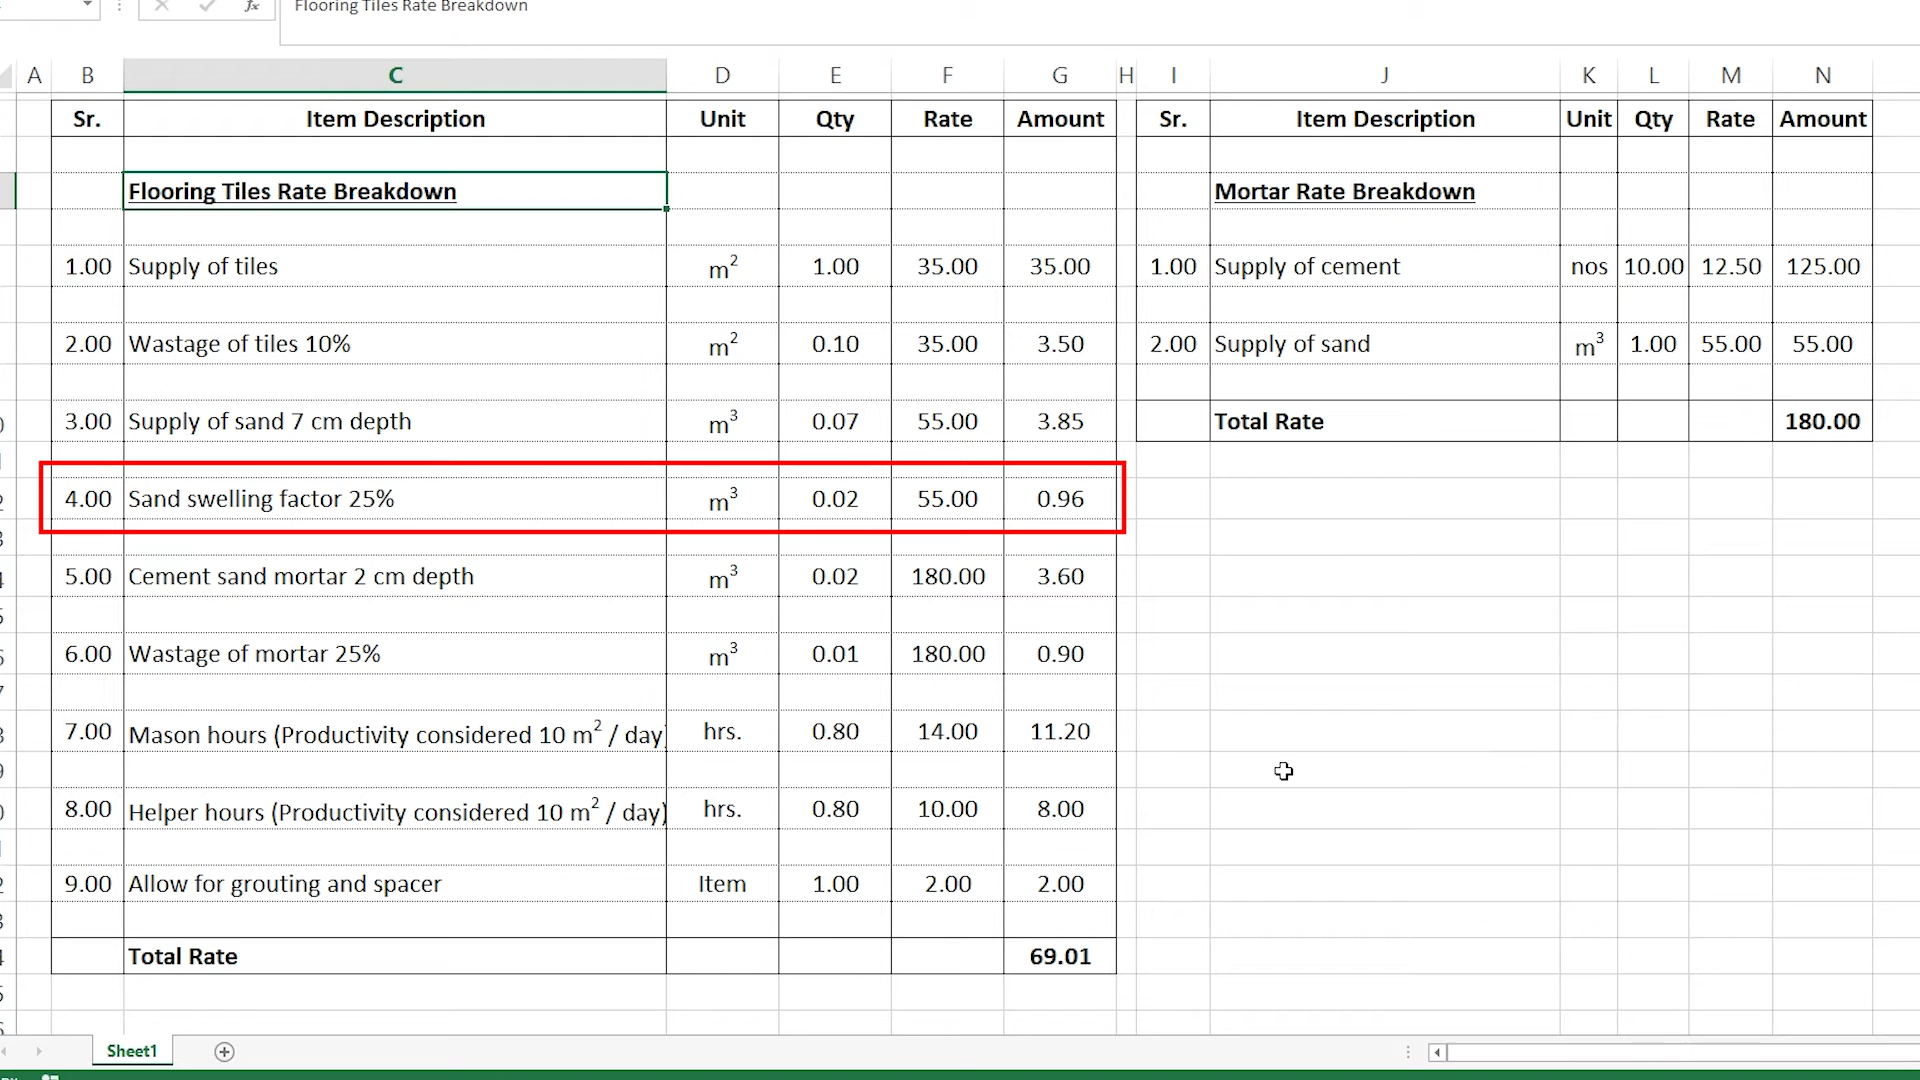 fx Flooring Tiles Rate Breakdown
A B C D E F G H I J K L M N
Sr. Item Description Unit Qty Rate Amount Sr. Item Description Unit Qty Rate Amount
Flooring Tiles Rate Breakdown Mortar Rate Breakdown
1.00 Supply of tiles m² 1.00 35.00 35.00 1.00 Supply of cement nos 10.00 12.50 125.00
2.00 Wastage of tiles 10% m² 0.10 35.00 3.50 2.00 Supply of sand m³ 1.00 55.00 55.00
3.00 Supply of sand 7 cm depth m³ 0.07 55.00 3.85 Total Rate 180.00
4.00 Sand swelling factor 25% m³ 0.02 55.00 0.96
5.00 Cement sand mortar 2 cm depth m³ 0.02 180.00 3.60
6.00 Wastage of mortar 25% m³ 0.01 180.00 0.90
7.00 Mason hours (Productivity considered 10 m² / day) hrs. 0.80 14.00 11.20
8.00 Helper hours (Productivity considered 10 m² / day) hrs. 0.80 10.00 8.00
9.00 Allow for grouting and spacer Item 1.00 2.00 2.00
Total Rate 69.01
Sheet1